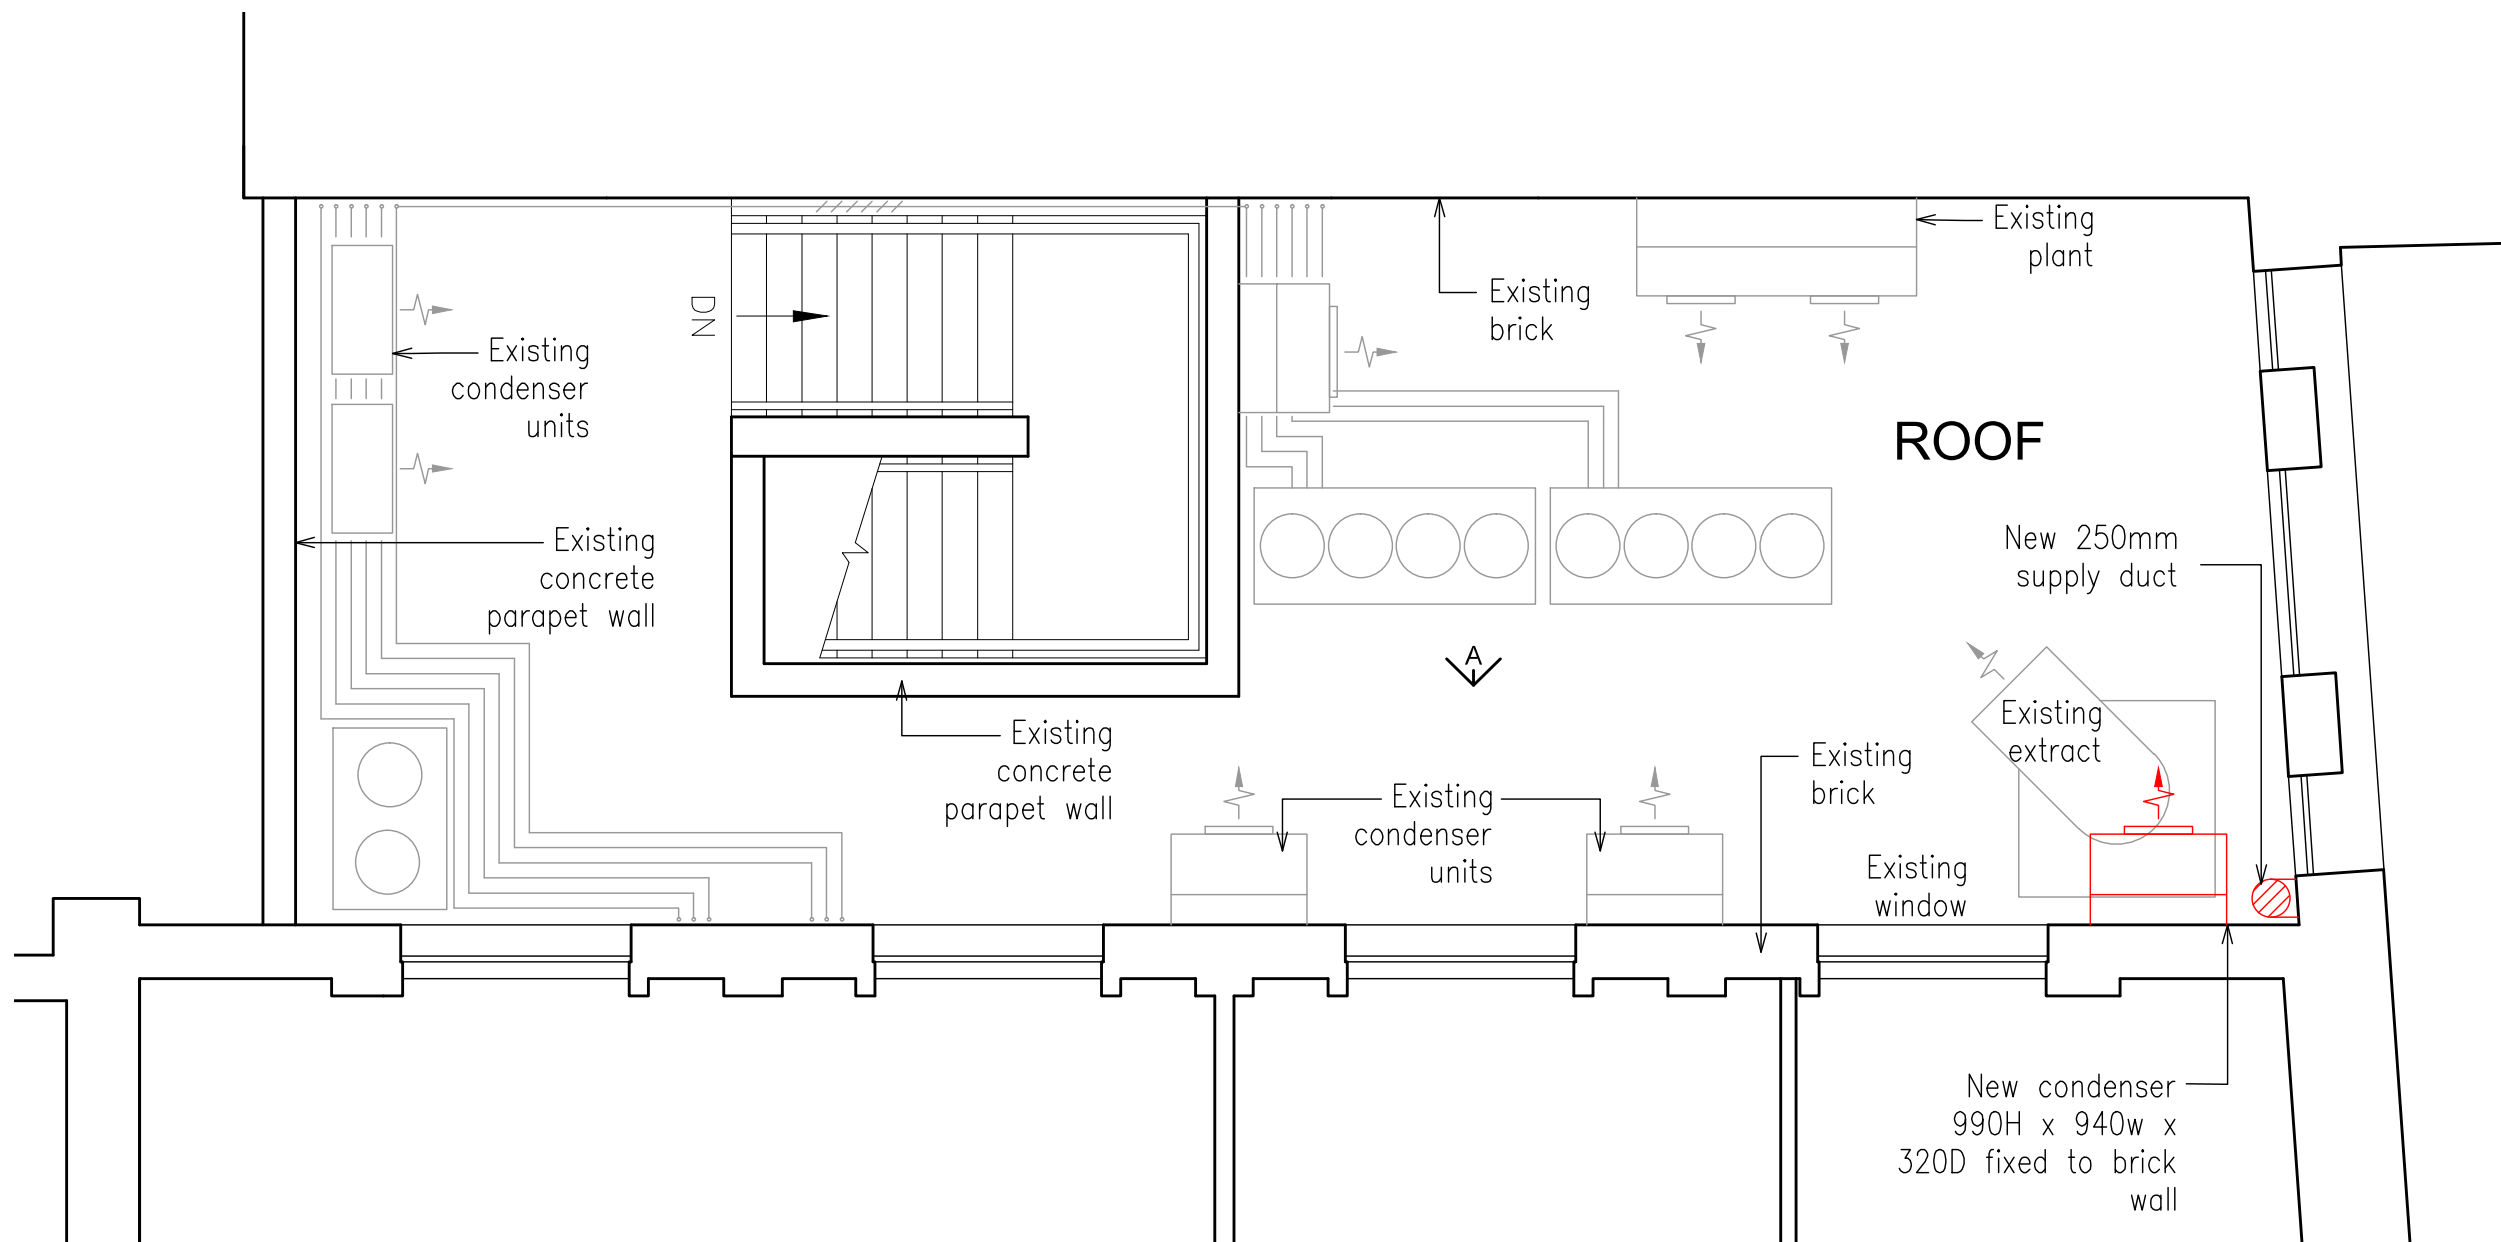 Existing
plant
Existing
brick
DN
Existing
condenser
units
ROOF
Existing
concrete
parapet wall
New 250mm
supply duct
A
Existing
extract
Existing
concrete
parapet wall
Existing
brick
Existing
condenser
units
Existing
window
New condenser
990H x 940w x
320D fixed to brick
wall